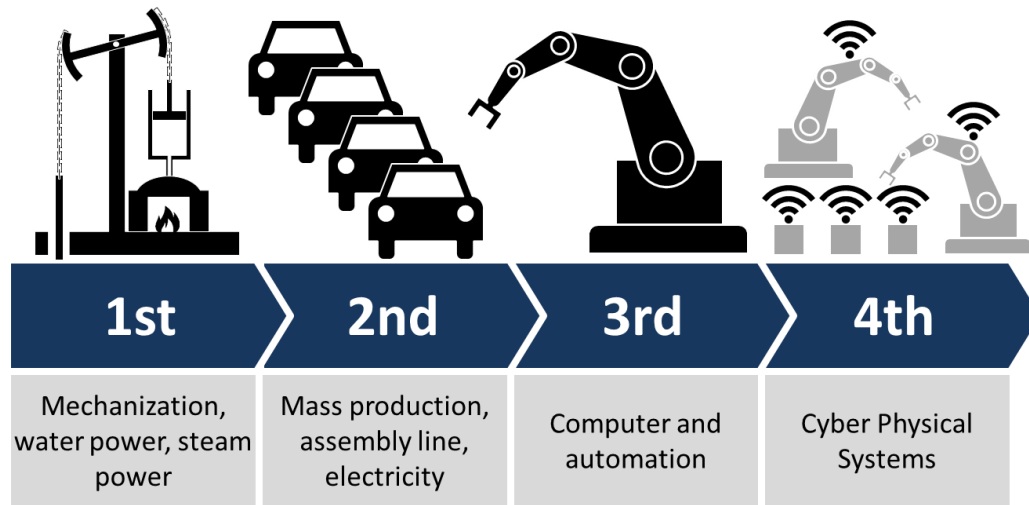 1st
2nd
3rd
4th
Mechanization,
water power, steam
power
Mass production,
assembly line,
electricity
Computer and
automation
Cyber Physical
Systems